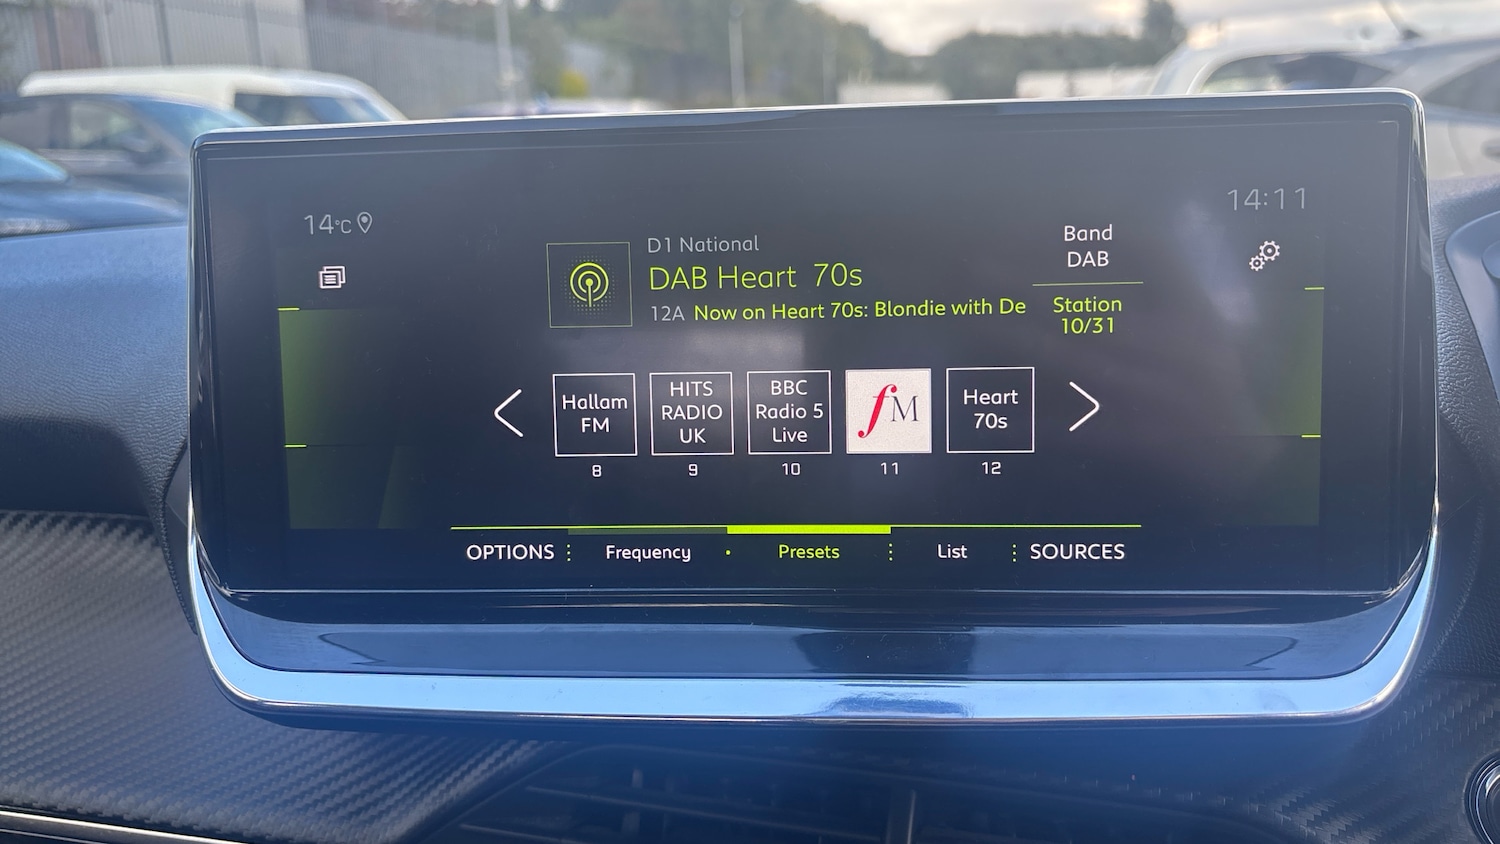 14°C
14:11
D1 National
DAB Heart 70s
12A Now on Heart 70s: Blondie with De
Band
DAB
Station
10/31
Hallam
FM
8
HITS
RADIO
UK
9
BBC
Radio 5
Live
10
fM
11
Heart
70s
12
OPTIONS
Frequency
Presets
List
SOURCES